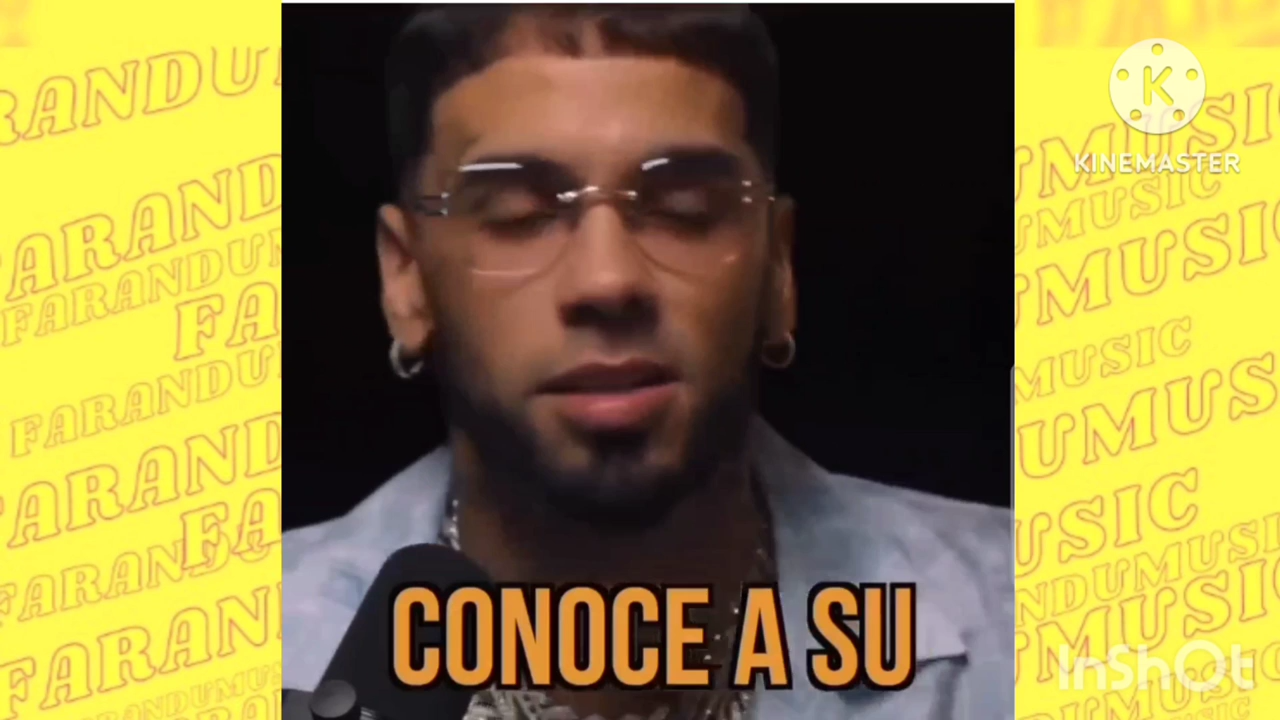 FARANDUMUSIC
K
KINEMASTER
CONOCE A SU
InShOt